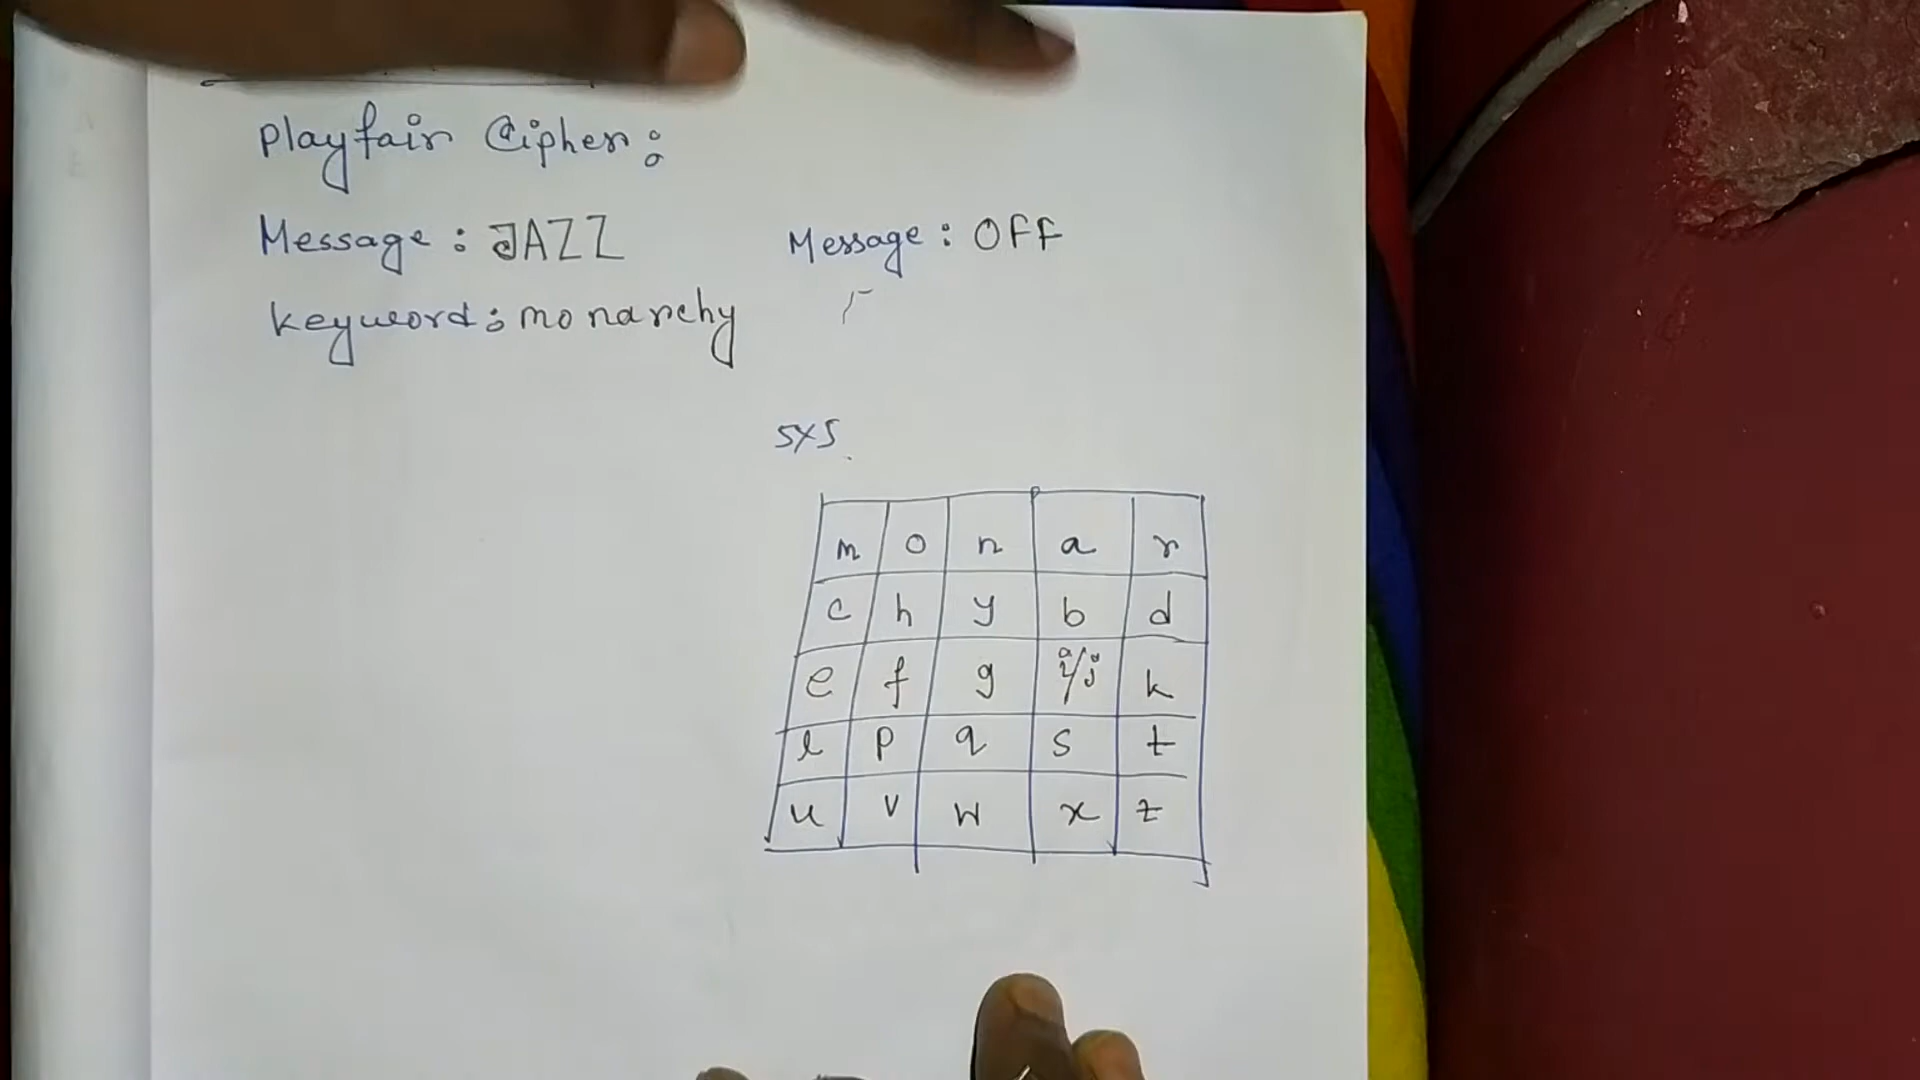 Playfair Cipher:
Message: JAZZ
Message: OFF
keyword: monarchy
5x5
m o n a r
c h y b d
e f g i/j k
l p q s t
u v w x z